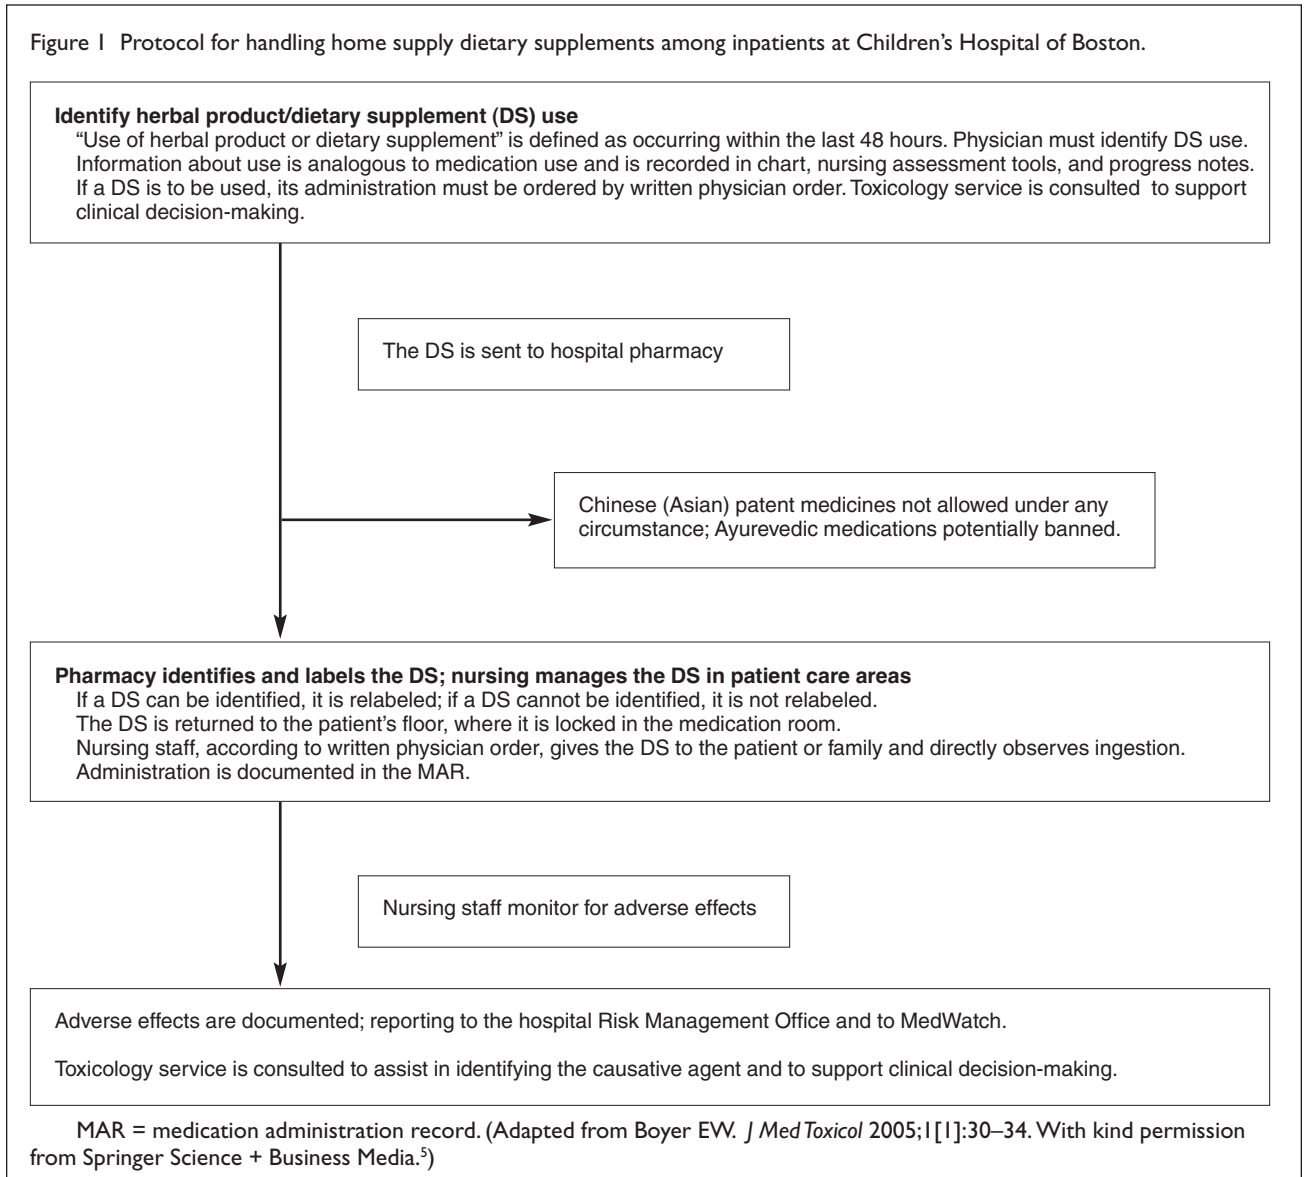 Figure 1 Protocol for handling home supply dietary supplements among inpatients at Children's Hospital of Boston.
Identify herbal product/dietary supplement (DS) use
“Use of herbal product or dietary supplement” is defined as occurring within the last 48 hours. Physician must identify DS use.
Information about use is analogous to medication use and is recorded in chart, nursing assessment tools, and progress notes.
If a DS is to be used, its administration must be ordered by written physician order. Toxicology service is consulted to support
clinical decision-making.
The DS is sent to hospital pharmacy
Chinese (Asian) patent medicines not allowed under any
circumstance; Ayurevedic medications potentially banned.
Pharmacy identifies and labels the DS; nursing manages the DS in patient care areas
If a DS can be identified, it is relabeled; if a DS cannot be identified, it is not relabeled.
The DS is returned to the patient's floor, where it is locked in the medication room.
Nursing staff, according to written physician order, gives the DS to the patient or family and directly observes ingestion.
Administration is documented in the MAR.
Nursing staff monitor for adverse effects
Adverse effects are documented; reporting to the hospital Risk Management Office and to MedWatch.
Toxicology service is consulted to assist in identifying the causative agent and to support clinical decision-making.
MAR = medication administration record. (Adapted from Boyer EW. J Med Toxicol 2005;1[1]:30–34. With kind permission
from Springer Science + Business Media.5)